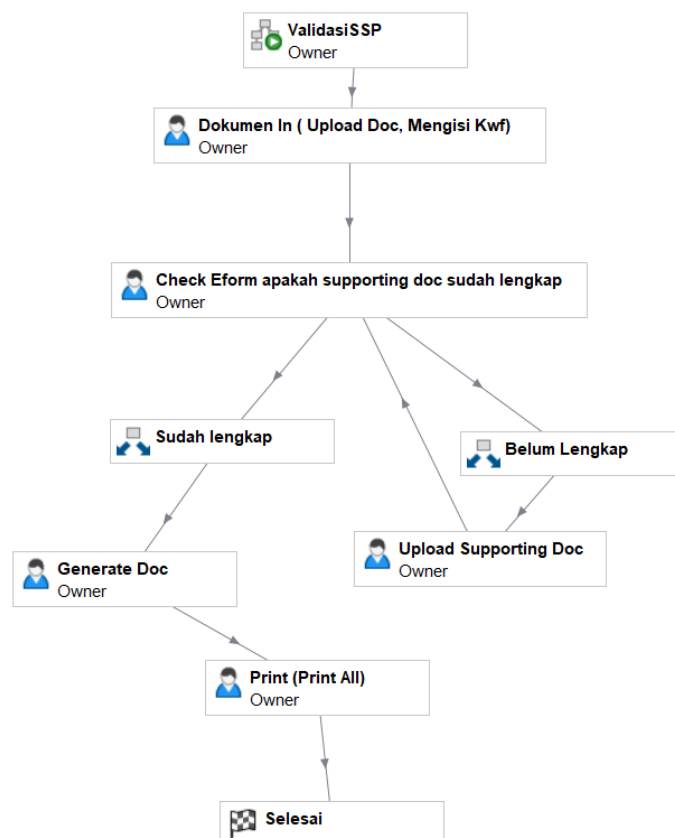 ValidasiSSP
Owner
Dokumen In ( Upload Doc, Mengisi Kwf)
Owner
Check Eform apakah supporting doc sudah lengkap
Owner
Sudah lengkap
Belum Lengkap
Upload Supporting Doc
Owner
Generate Doc
Owner
Print (Print All)
Owner
Selesai